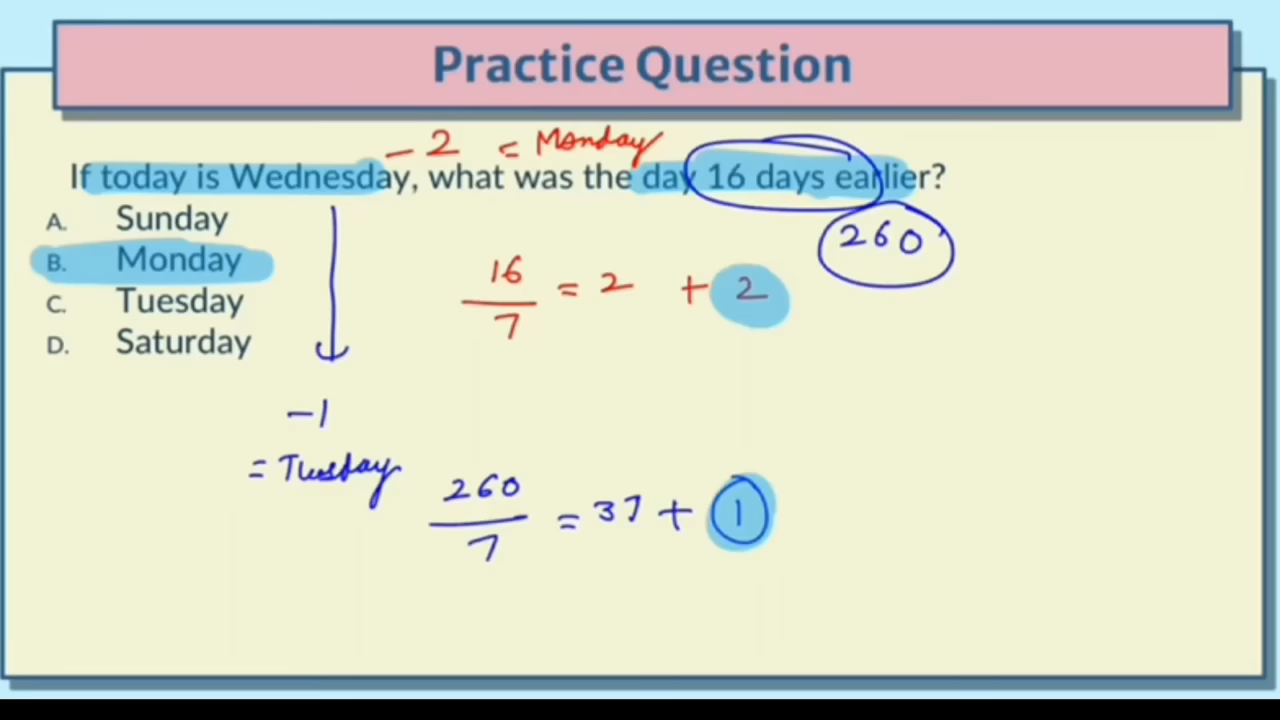 Practice Question
− 2 = Monday
If today is Wednesday, what was the day 16 days earlier?
A. Sunday
260
B. Monday
16/7 = 2 + 2
C. Tuesday
D. Saturday
−1
= Tuesday
260/7 = 37 + 1